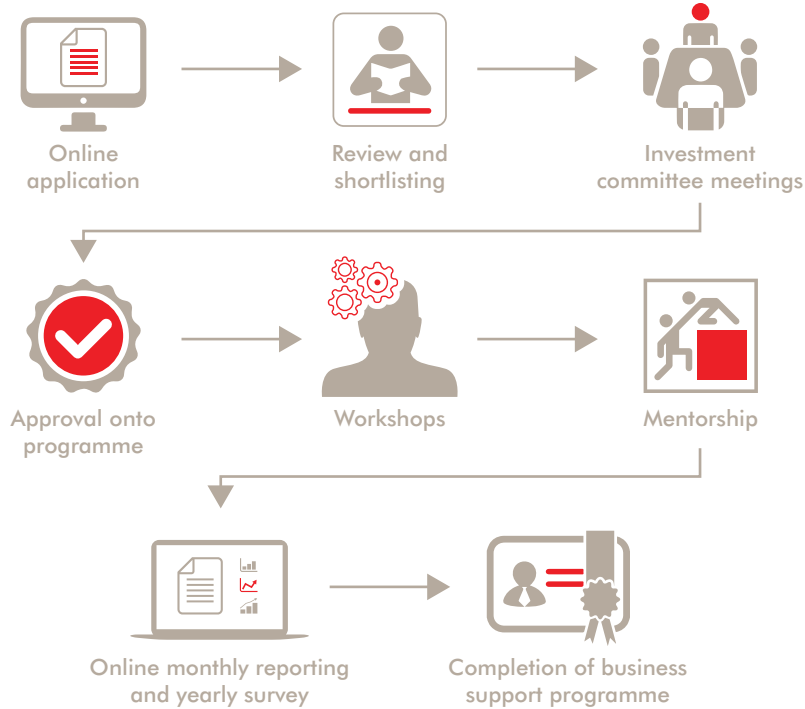 Online
application
Review and
shortlisting
Investment
committee meetings
Approval onto
programme
Workshops
Mentorship
Online monthly reporting
and yearly survey
Completion of business
support programme